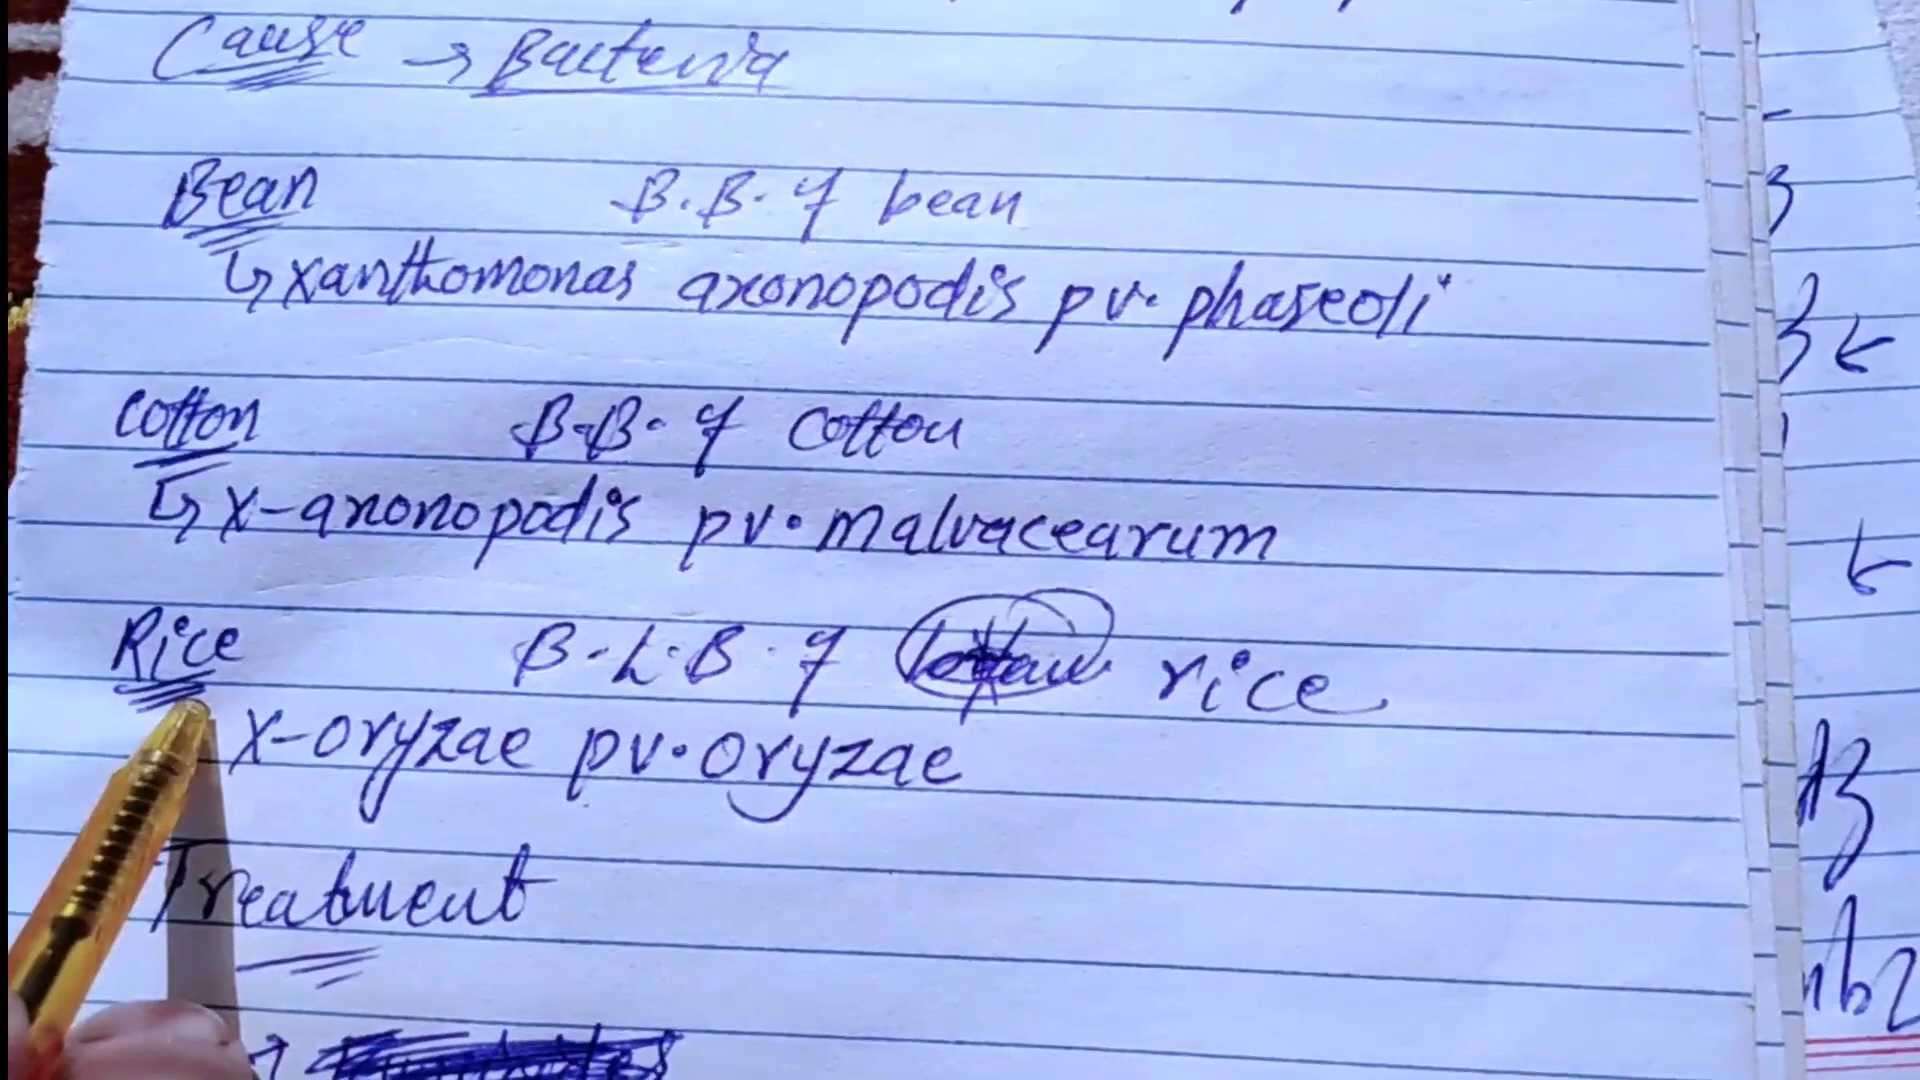 Cause → Bacteria
Bean B.B. of bean
↳ Xanthomonas axonopodis pv. phaseoli
Cotton B.B. of Cotton
↳ X-axonopodis pv. malvacearum
Rice B.L.B. of rice
X-oryzae pv. oryzae
Treatment
→